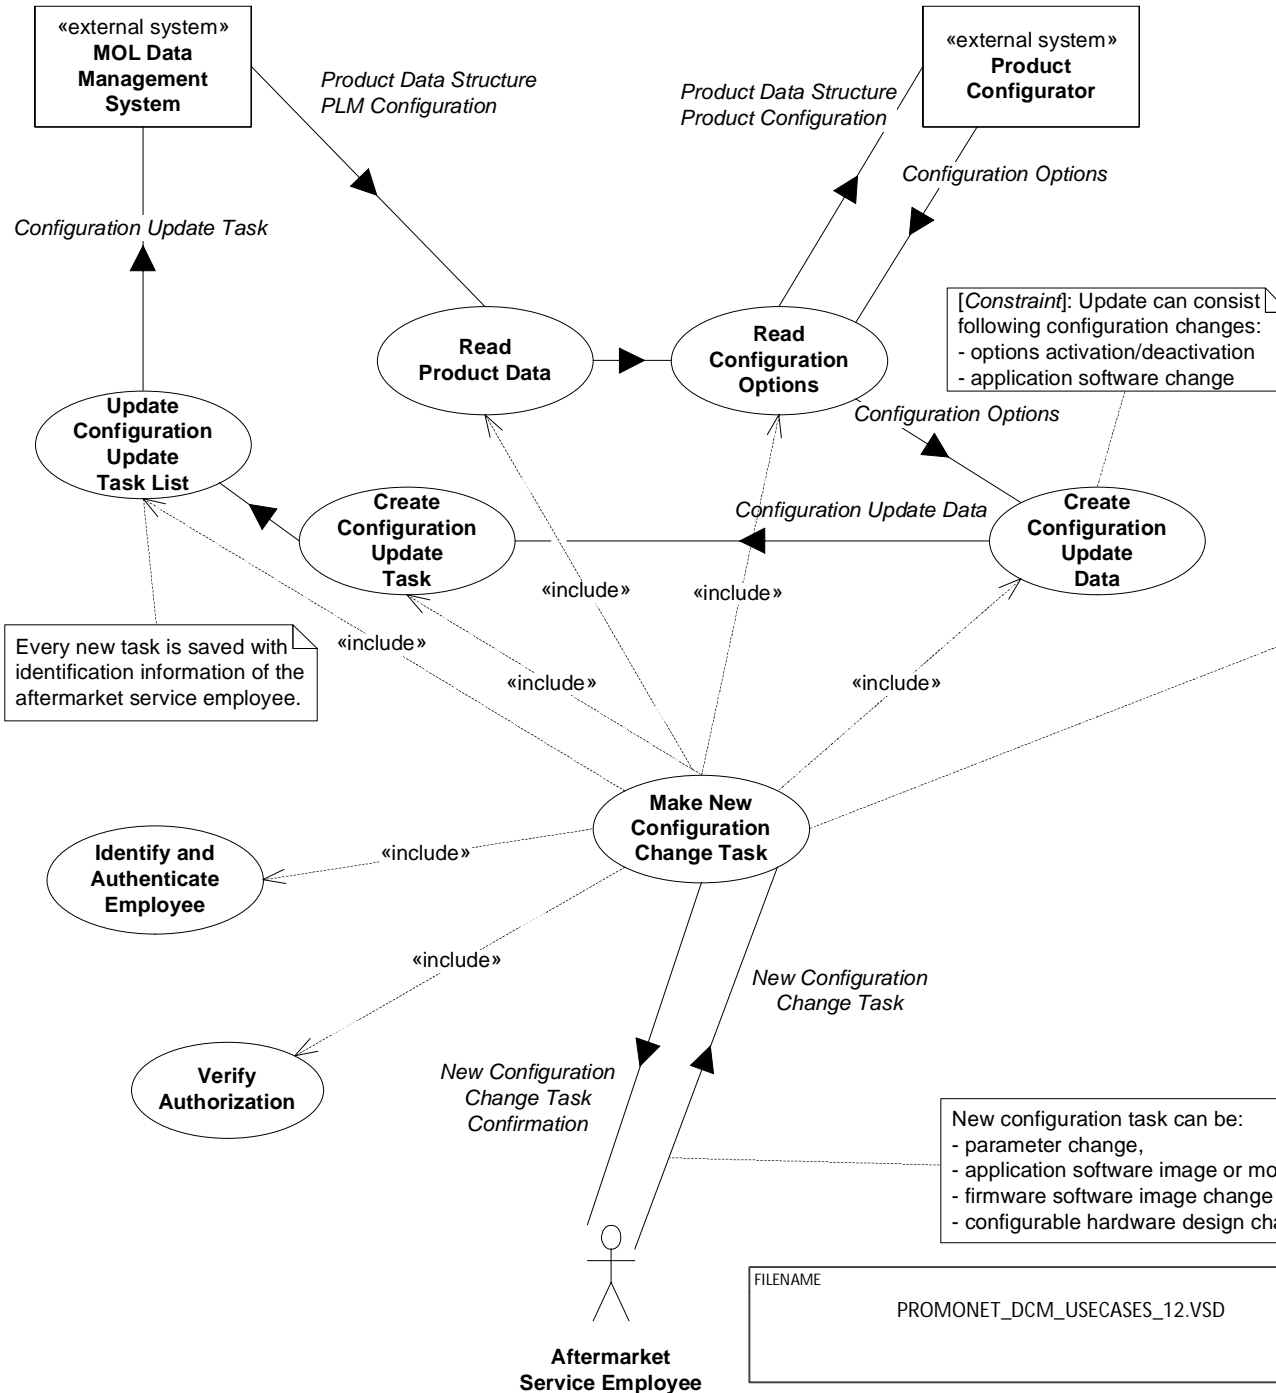 «external system»
MOL Data
Management
System
«external system»
Product
Configurator
Product Data Structure
PLM Configuration
Product Data Structure
Product Configuration
Configuration Options
Configuration Update Task
[Constraint]: Update can consist
following configuration changes:
- options activation/deactivation
- application software change
Read
Product Data
Read
Configuration
Options
Update
Configuration
Update
Task List
Configuration Options
Create
Configuration
Update
Task
Configuration Update Data
Create
Configuration
Update
Data
«include»
«include»
Every new task is saved with
identification information of the
aftermarket service employee.
«include»
«include»
«include»
Make New
Configuration
Change Task
Identify and
Authenticate
Employee
«include»
«include»
New Configuration
Change Task
Verify
Authorization
New Configuration
Change Task
Confirmation
New configuration task can be:
- parameter change,
- application software image or mo
- firmware software image change
- configurable hardware design cha
FILENAME
PROMONET_DCM_USECASES_12.VSD
Aftermarket
Service Employee